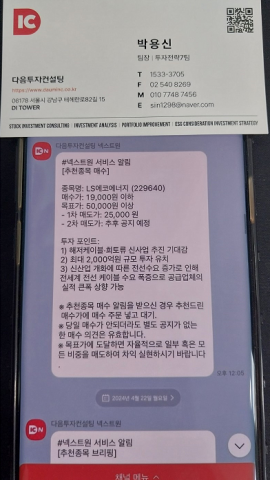 IC
박용신
팀장 : 투자전략7팀
다음투자컨설팅
https://www.dauminc.co.kr
06178 서울시 강남구 테헤란로82길 15
DI TOWER
T 1533-3705
F 02 540 8269
M 010 7748 7456
E sin1298@naver.com
STOCK INVESTMENT CONSULTING · INVESTMENT ANALYSIS · PORTFOLIO IMPROVEMENT · ESG CONSIDERATION INVESTMENT STRATEGY
다음투자컨설팅 넥스트원
#넥스트원 서비스 알림
[추천종목 매수]
종목명: LS에코에너지 (229640)
매수가: 19,000원 이하
목표가: 50,000원 이상
- 1차 매도가: 25,000 원
- 2차 매도가: 추후 공지 예정
투자 포인트:
1) 해저케이블·희토류 신사업 추진 기대감
2) 최대 2,000억원 규모 투자 유치
3) 신산업 개화에 따른 전선수요 증가로 인해
전세계 전선 케이블 수요 폭증으로 공급업체의
실적 큰폭 상향 가능
※ 추천종목 매수 알림을 받으신 경우 추천드린
매수가에 매수 주문 넣고 대기.
※ 당일 매수가 안되더라도 별도 공지가 없는
한 매수 의견은 유효합니다.
※ 목표가에 도달하면 자율적으로 일부 혹은 모
든 비중을 매도하여 차익 실현하시기 바랍니다
.
오후 12:05
2024년 4월 22일 월요일
다음투자컨설팅 넥스트원
#넥스트원 서비스 알림
[추천종목 브리핑]
채널 메뉴